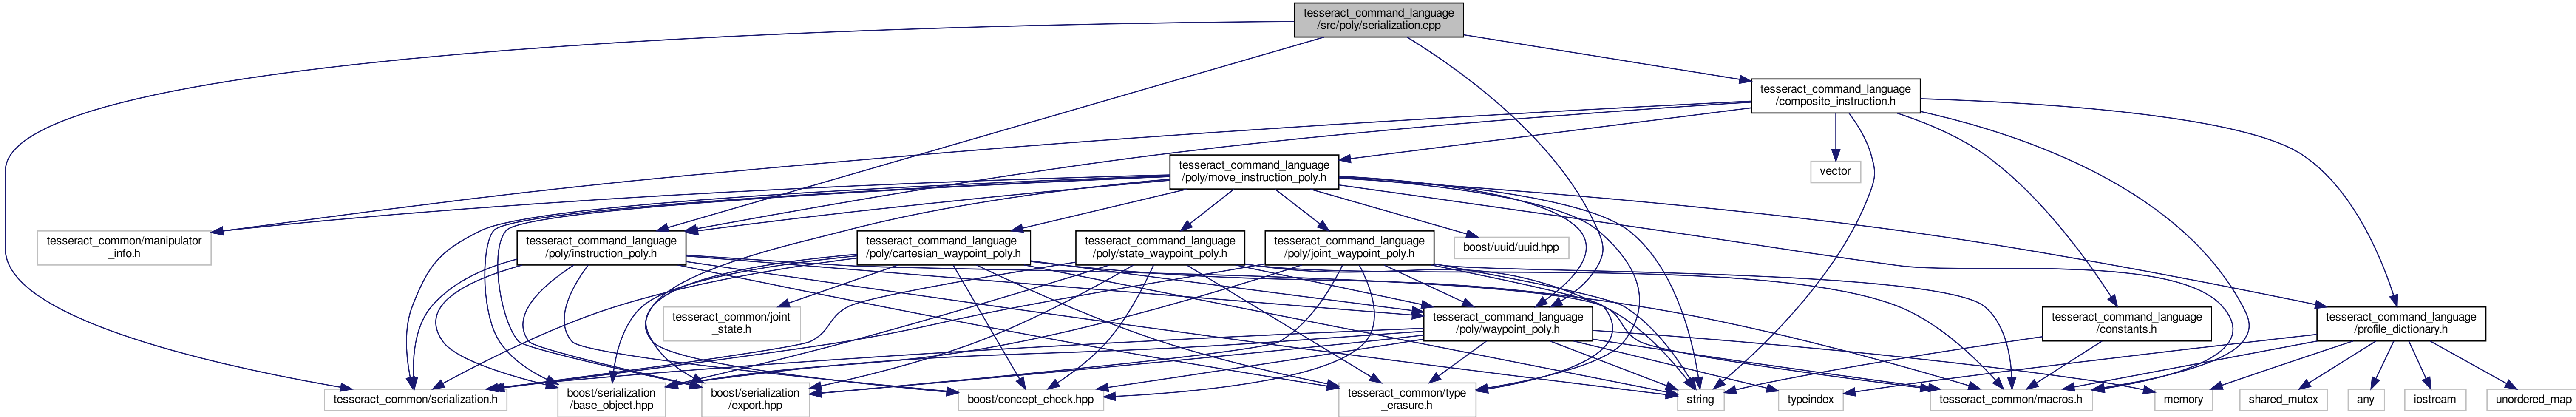 tesseract_command_language
/src/poly/serialization.cpp
tesseract_command_language
/composite_instruction.h
tesseract_command_language
/poly/move_instruction_poly.h
vector
tesseract_common/manipulator
_info.h
tesseract_command_language
/poly/instruction_poly.h
tesseract_command_language
/poly/cartesian_waypoint_poly.h
tesseract_command_language
/poly/state_waypoint_poly.h
tesseract_command_language
/poly/joint_waypoint_poly.h
boost/uuid/uuid.hpp
tesseract_common/joint
_state.h
tesseract_command_language
/poly/waypoint_poly.h
tesseract_command_language
/constants.h
tesseract_command_language
/profile_dictionary.h
tesseract_common/serialization.h
boost/serialization
/base_object.hpp
boost/serialization
/export.hpp
boost/concept_check.hpp
tesseract_common/type
_erasure.h
string
typeindex
tesseract_common/macros.h
memory
shared_mutex
any
iostream
unordered_map